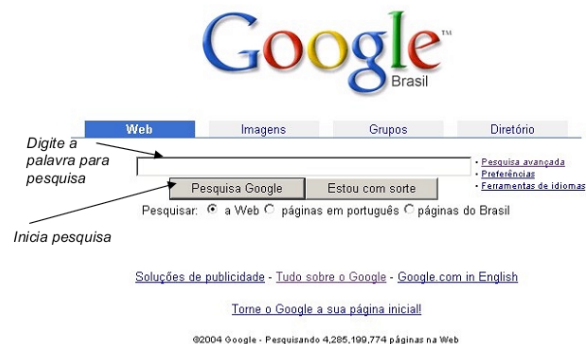 Google™
Brasil
Web Imagens Grupos Diretório
Digite a
palavra para
pesquisa
• Pesquisa avançada
• Preferências
• Ferramentas de idiomas
Pesquisa Google Estou com sorte
Pesquisar: a Web páginas em português páginas do Brasil
Inicia pesquisa
Soluções de publicidade - Tudo sobre o Google - Google.com in English
Torne o Google a sua página inicial!
©2004 Google - Pesquisando 4,285,199,774 páginas na Web